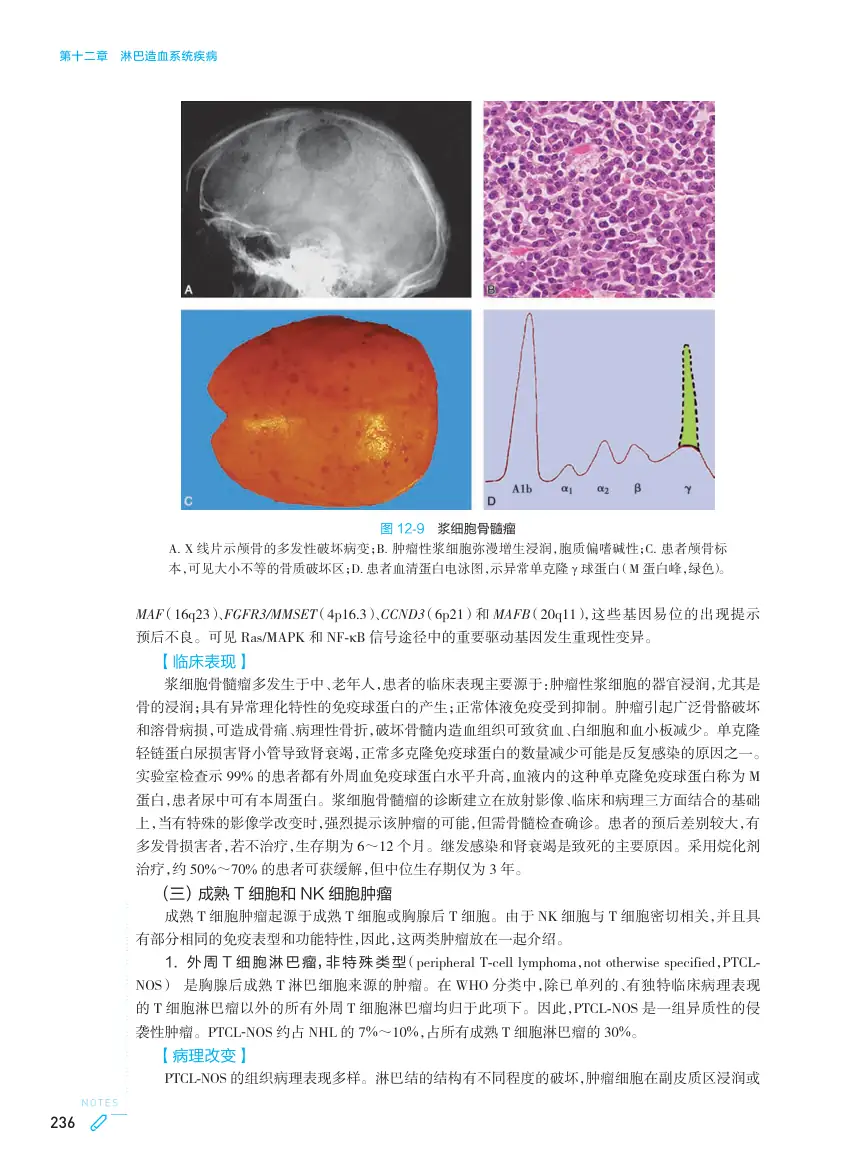 第十二章 淋巴造血系统疾病
A
B
C
D
A1b α1 α2 β γ
图 12-9 浆细胞骨髓瘤
A. X 线片示颅骨的多发性破坏病变;B. 肿瘤性浆细胞弥漫增生浸润,胞质偏嗜碱性;C. 患者颅骨标
本,可见大小不等的骨质破坏区;D. 患者血清蛋白电泳图,示异常单克隆 γ 球蛋白(M 蛋白峰,绿色)。
MAF(16q23)、FGFR3/MMSET(4p16.3)、CCND3(6p21)和 MAFB(20q11),这些基因易位的出现提示
预后不良。可见 Ras/MAPK 和 NF-κB 信号途径中的重要驱动基因发生重现性变异。
【临床表现】
浆细胞骨髓瘤多发生于中、老年人,患者的临床表现主要源于:肿瘤性浆细胞的器官浸润,尤其是
骨的浸润;具有异常理化特性的免疫球蛋白的产生;正常体液免疫受到抑制。肿瘤引起广泛骨骼破坏
和溶骨病损,可造成骨痛、病理性骨折,破坏骨髓内造血组织可致贫血、白细胞和血小板减少。单克隆
轻链蛋白尿损害肾小管导致肾衰竭,正常多克隆免疫球蛋白的数量减少可能是反复感染的原因之一。
实验室检查示 99% 的患者都有外周血免疫球蛋白水平升高,血液内的这种单克隆免疫球蛋白称为 M
蛋白,患者尿中可有本周蛋白。浆细胞骨髓瘤的诊断建立在放射影像、临床和病理三方面结合的基础
上,当有特殊的影像学改变时,强烈提示该肿瘤的可能,但需骨髓检查确诊。患者的预后差别较大,有
多发骨损害者,若不治疗,生存期为 6～12 个月。继发感染和肾衰竭是致死的主要原因。采用烷化剂
治疗,约 50%～70% 的患者可获缓解,但中位生存期仅为 3 年。
(三)成熟 T 细胞和 NK 细胞肿瘤
成熟 T 细胞肿瘤起源于成熟 T 细胞或胸腺后 T 细胞。由于 NK 细胞与 T 细胞密切相关,并且具
有部分相同的免疫表型和功能特性,因此,这两类肿瘤放在一起介绍。
1. 外周 T 细胞淋巴瘤,非特殊类型(peripheral T-cell lymphoma,not otherwise specified,PTCL-
NOS) 是胸腺后成熟 T 淋巴细胞来源的肿瘤。在 WHO 分类中,除已单列的、有独特临床病理表现
的 T 细胞淋巴瘤以外的所有外周 T 细胞淋巴瘤均归于此项下。因此,PTCL-NOS 是一组异质性的侵
袭性肿瘤。PTCL-NOS 约占 NHL 的 7%～10%,占所有成熟 T 细胞淋巴瘤的 30%。
【病理改变】
PTCL-NOS 的组织病理表现多样。淋巴结的结构有不同程度的破坏,肿瘤细胞在副皮质区浸润或
NOTES
236